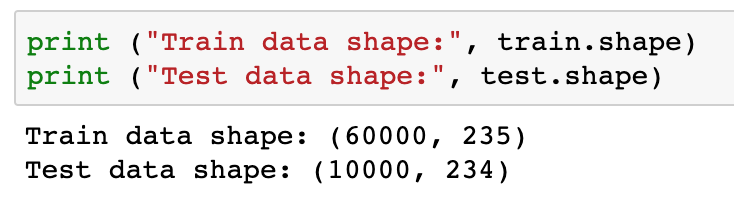 print ("Train data shape:", train.shape)
print ("Test data shape:", test.shape)
Train data shape: (60000, 235)
Test data shape: (10000, 234)